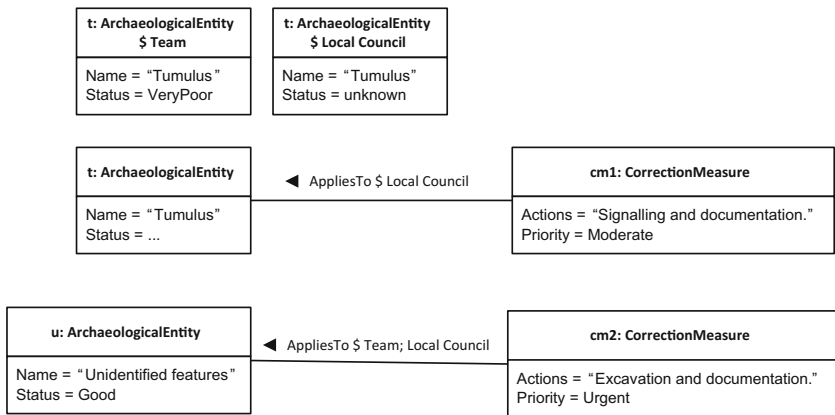 t: ArchaeologicalEntity
$ Team
Name = “Tumulus”
Status = VeryPoor
t: ArchaeologicalEntity
$ Local Council
Name = “Tumulus”
Status = unknown
t: ArchaeologicalEntity
Name = “Tumulus”
Status = ...
◀ AppliesTo $ Local Council
cm1: CorrectionMeasure
Actions = “Signalling and documentation.”
Priority = Moderate
u: ArchaeologicalEntity
Name = “Unidentified features”
Status = Good
◀ AppliesTo $ Team; Local Council
cm2: CorrectionMeasure
Actions = “Excavation and documentation.”
Priority = Urgent